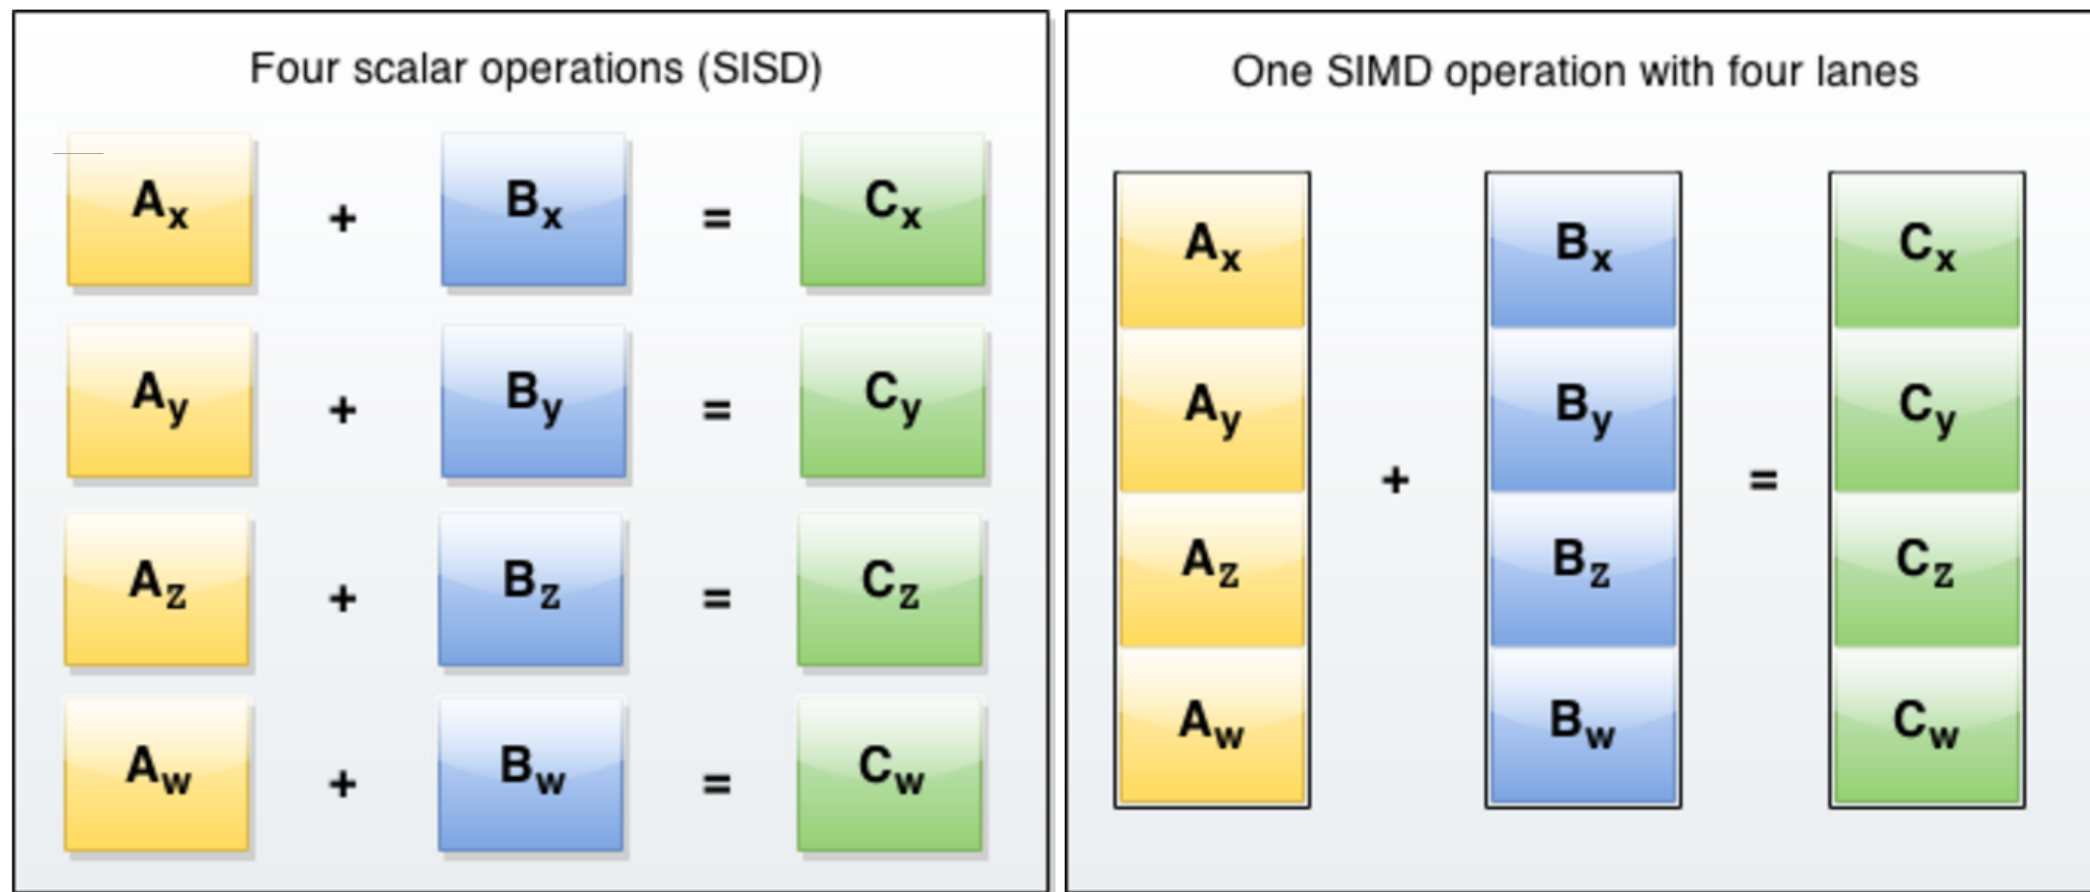 Four scalar operations (SISD)
Ax + Bx = Cx
Ay + By = Cy
Az + Bz = Cz
Aw + Bw = Cw
One SIMD operation with four lanes
Ax Bx Cx
Ay By Cy
+ =
Az Bz Cz
Aw Bw Cw